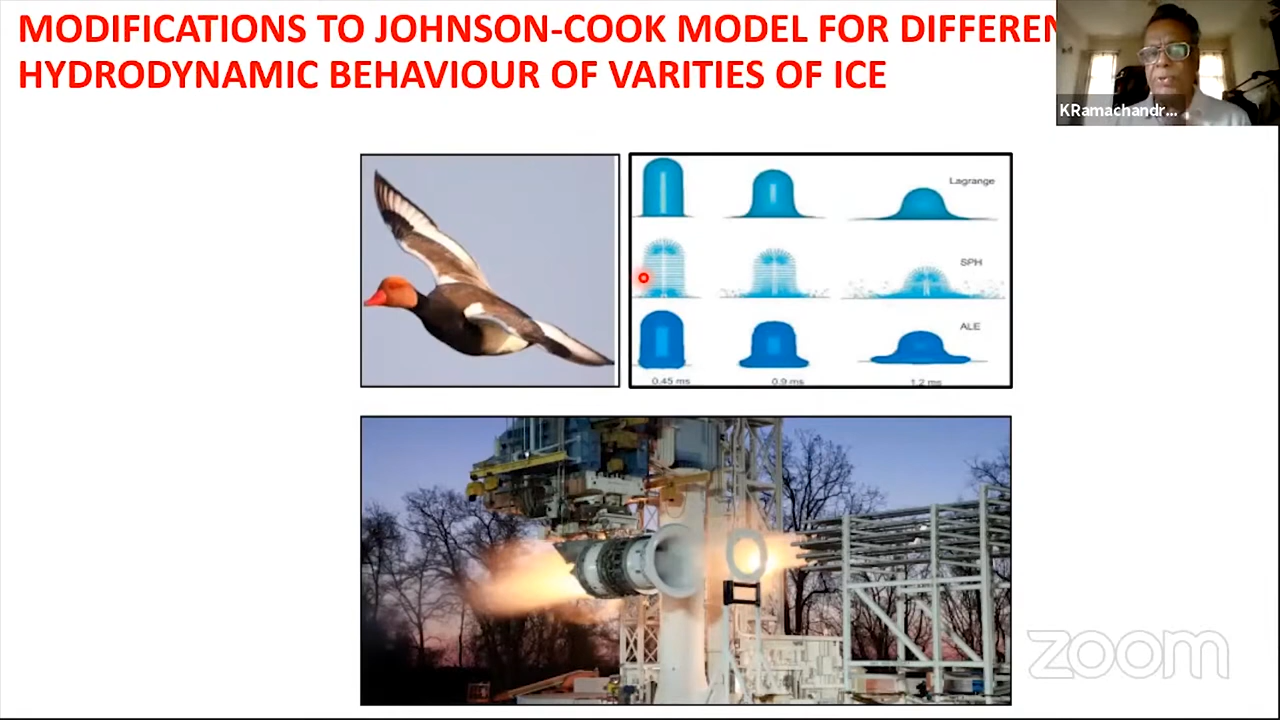 MODIFICATIONS TO JOHNSON-COOK MODEL FOR DIFFEREN
HYDRODYNAMIC BEHAVIOUR OF VARITIES OF ICE
KRamachandr...
Lagrange
SPH
ALE
0.45 ms 0.9 ms 1.2 ms
zoom